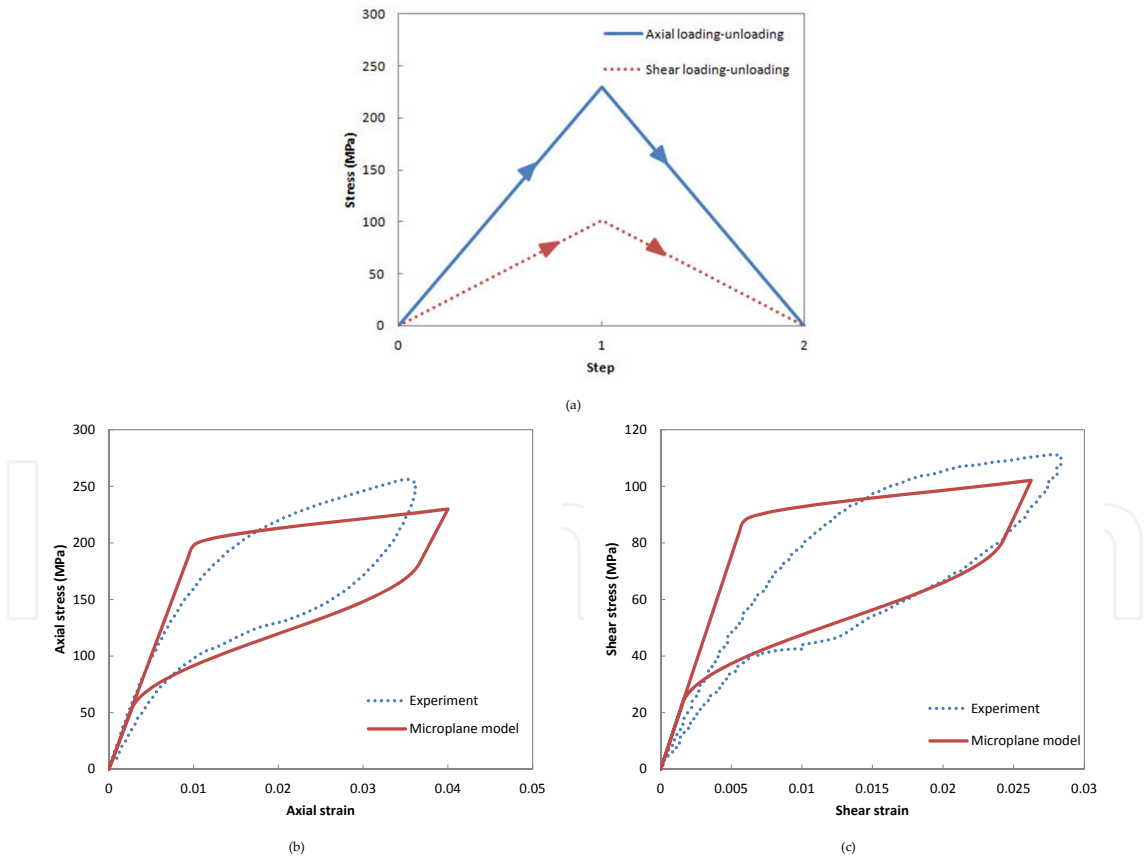 300
250
200
150
100
50
0
Stress (MPa)
Axial loading-unloading
Shear loading-unloading
0
1
2
Step
(a)
300
250
200
150
100
50
0
Axial stress (MPa)
Experiment
Microplane model
0
0.01
0.02
0.03
0.04
0.05
Axial strain
(b)
120
100
80
60
40
20
0
Shear stress (MPa)
Experiment
Microplane model
0
0.005
0.01
0.015
0.02
0.025
0.03
Shear strain
(c)